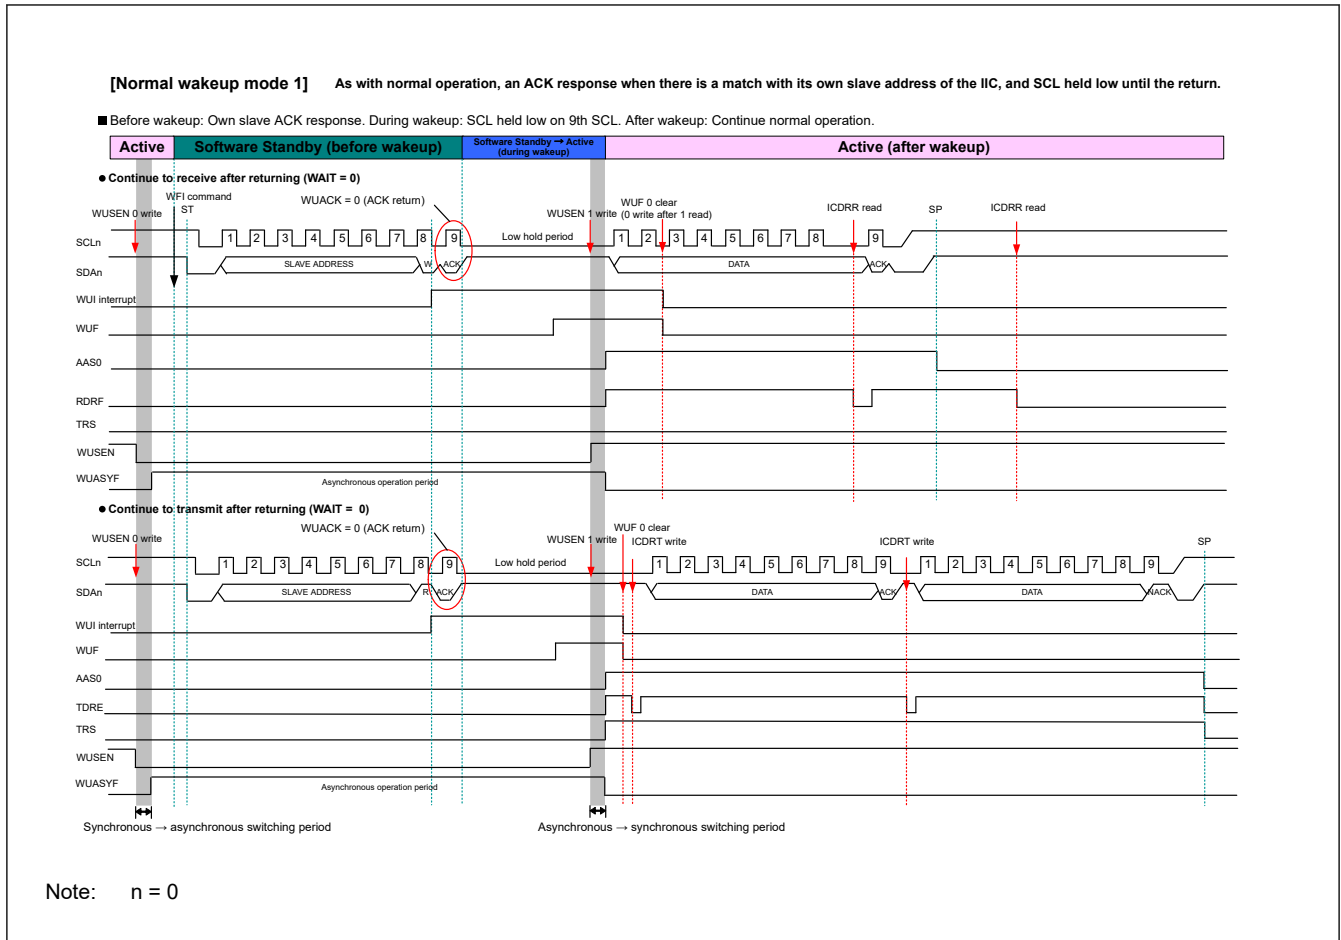 [Normal wakeup mode 1] As with normal operation, an ACK response when there is a match with its own slave address of the IIC, and SCL held low until the return.
■ Before wakeup: Own slave ACK response. During wakeup: SCL held low on 9th SCL. After wakeup: Continue normal operation.
Active Software Standby (before wakeup) Software Standby → Active (during wakeup) Active (after wakeup)
● Continue to receive after returning (WAIT = 0)
WFI command
WUSEN 0 write ST WUACK = 0 (ACK return) WUSEN 1 write WUF 0 clear
(0 write after 1 read) ICDRR read SP ICDRR read
SCLn 1 2 3 4 5 6 7 8 9 Low hold period 1 2 3 4 5 6 7 8 9
SDAn SLAVE ADDRESS W ACK DATA ACK
WUI interrupt
WUF
AAS0
RDRF
TRS
WUSEN
WUASYF Asynchronous operation period
● Continue to transmit after returning (WAIT = 0)
WUSEN 0 write WUACK = 0 (ACK return) WUSEN 1 write WUF 0 clear
ICDRT write ICDRT write SP
SCLn 1 2 3 4 5 6 7 8 9 Low hold period 1 2 3 4 5 6 7 8 9 1 2 3 4 5 6 7 8 9
SDAn SLAVE ADDRESS R ACK DATA ACK DATA NACK
WUI interrupt
WUF
AAS0
TDRE
TRS
WUSEN
WUASYF Asynchronous operation period
Synchronous → asynchronous switching period Asynchronous → synchronous switching period
Note: n = 0